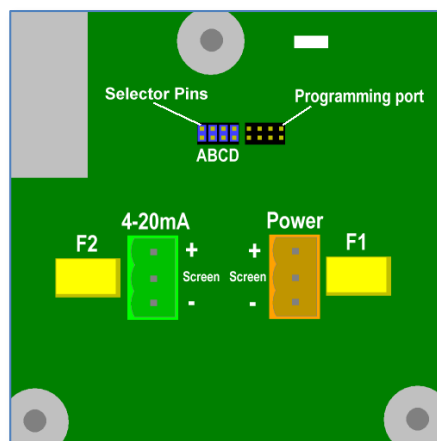 Selector Pins
Programming port
ABCD
4-20mA
Power
F2
F1
+
+
Screen
Screen
-
-